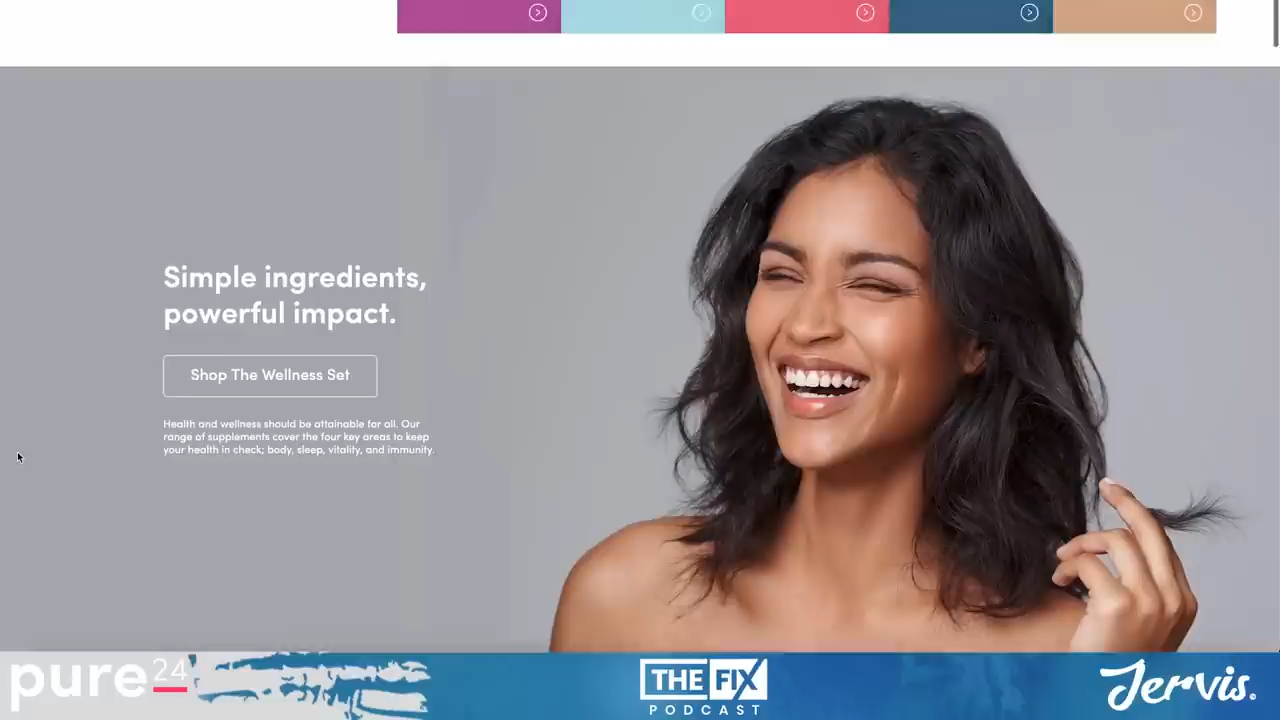 Simple ingredients,
powerful impact.
Shop The Wellness Set
Health and wellness should be attainable for all. Our
range of supplements cover the four key areas to keep
your health in check; body, sleep, vitality, and immunity.
pure24
THE FIX
PODCAST
Jervis.